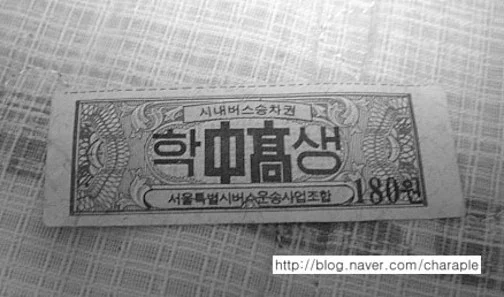 시내버스승차권
학中高생
서울특별시버스운송사업조합
180원
http://blog.naver.com/charaple